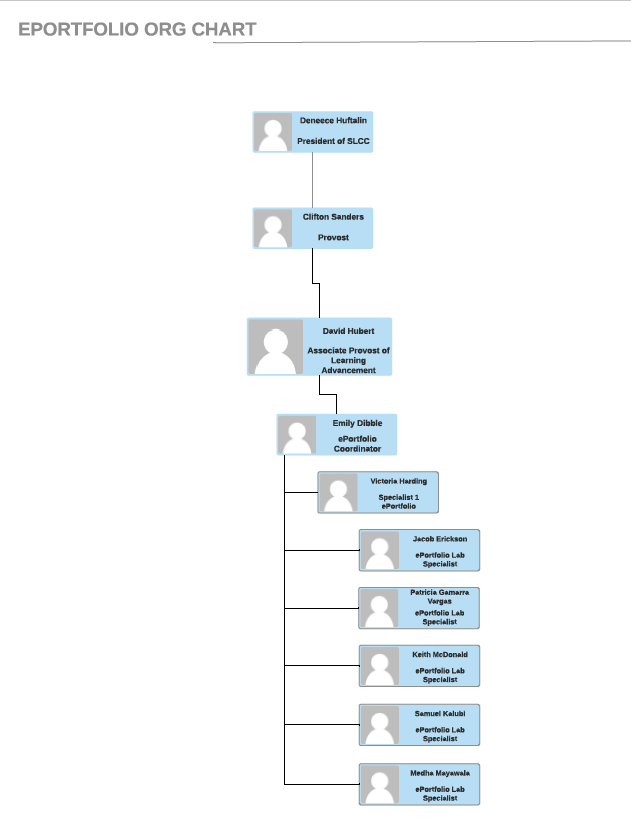 EPORTFOLIO ORG CHART
Deneece Huftalin
President of SLCC
Clifton Sanders
Provost
David Hubert
Associate Provost of
Learning
Advancement
Emily Dibble
ePortfolio
Coordinator
Victoria Harding
Specialist 1
ePortfolio
Jacob Erickson
ePortfolio Lab
Specialist
Patricia Gamarra
Vargas
ePortfolio Lab
Specialist
Keith McDonald
ePortfolio Lab
Specialist
Samuel Kalubi
ePortfolio Lab
Specialist
Medha Mayawala
ePortfolio Lab
Specialist